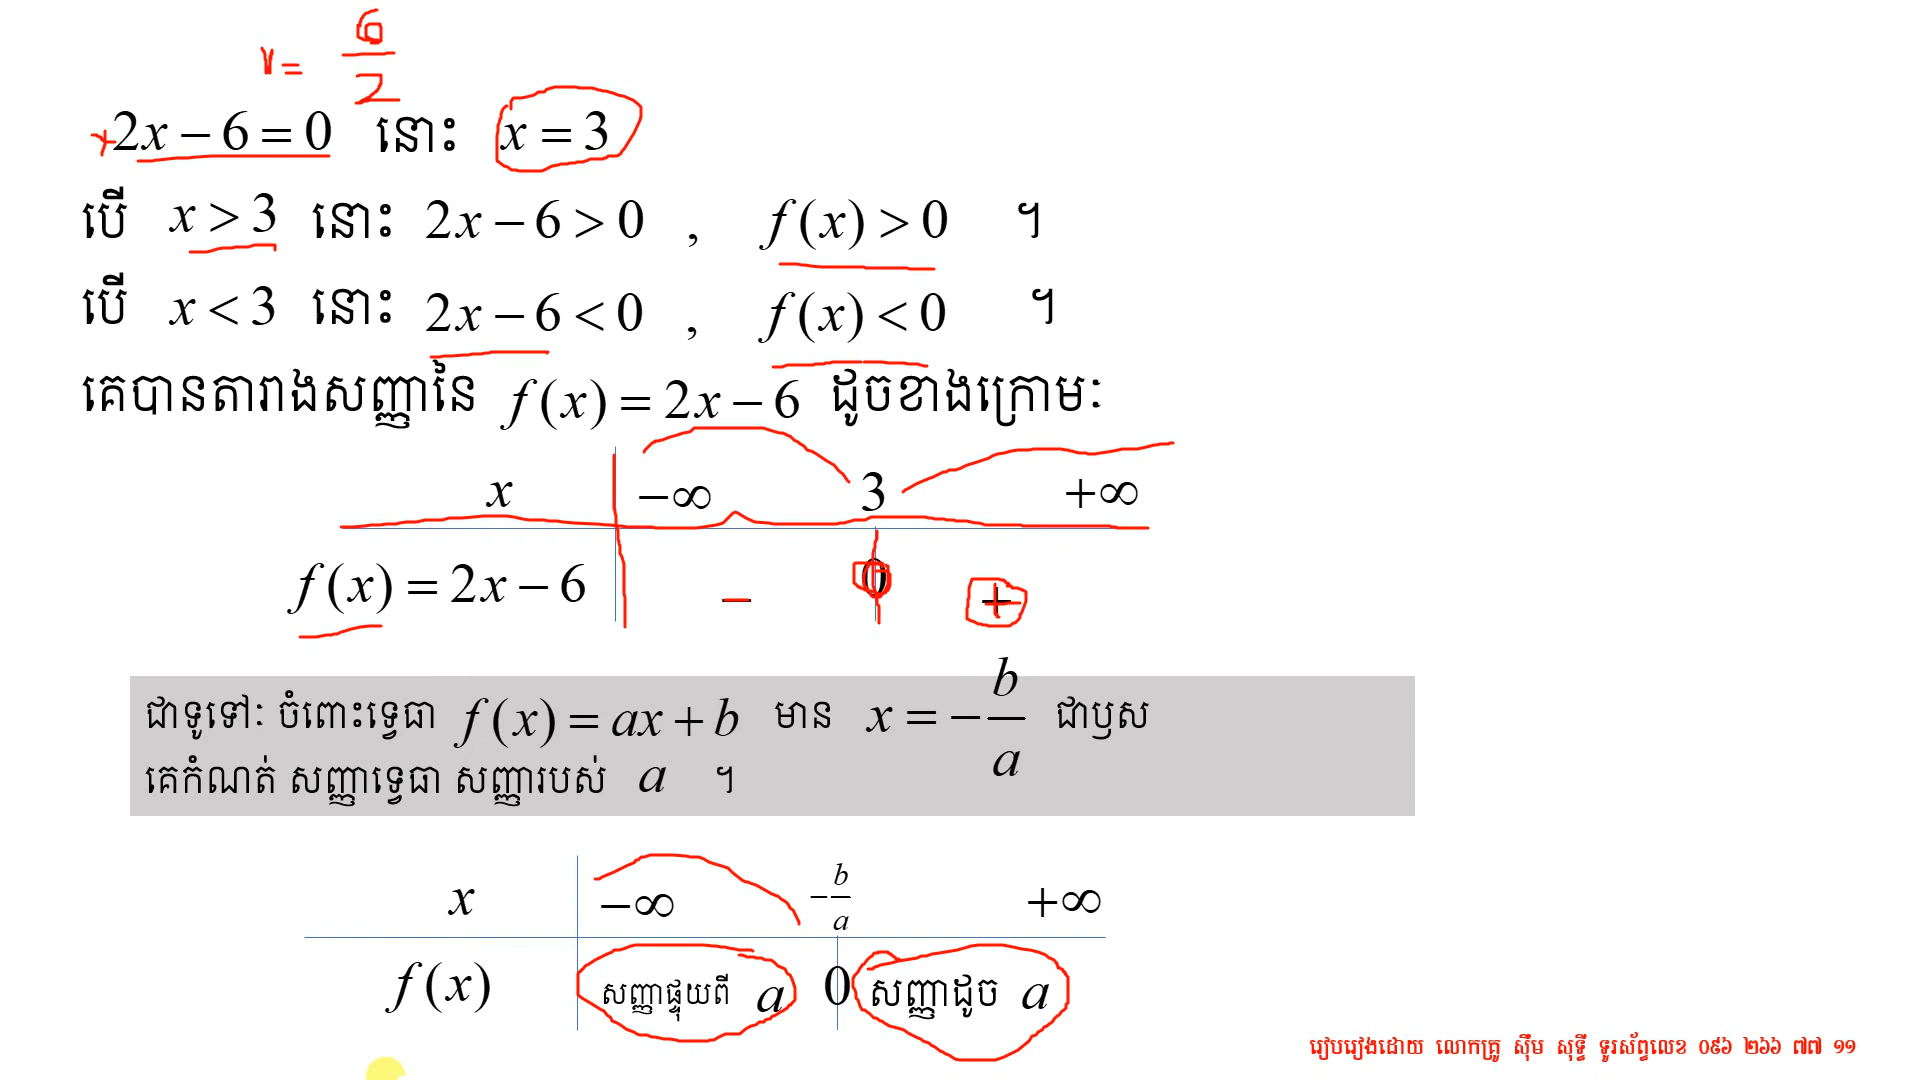 x = 6/2
+2x − 6 = 0 នោះ x = 3
បើ x > 3 នោះ 2x − 6 > 0 , f(x) > 0 ។
បើ x < 3 នោះ 2x − 6 < 0 , f(x) < 0 ។
គេបានតារាងសញ្ញានៃ f(x) = 2x − 6 ដូចខាងក្រោម:
x −∞ 3 +∞
f(x) = 2x − 6 − 0 +
ជាទូទៅ: ចំពោះទ្វេធា f(x) = ax + b មាន x = −b/a ជាឫស
គេកំណត់ សញ្ញាទ្វេធា សញ្ញារបស់ a ។
x −∞ −b/a +∞
f(x) សញ្ញាផ្ទុយពី a 0 សញ្ញាដូច a
រៀបរៀងដោយ លោកគ្រូ ស៊ឹម សុទ្ធី ទូរស័ព្ទលេខ ០៩៦ ២៦៦ ៧៧ ១១